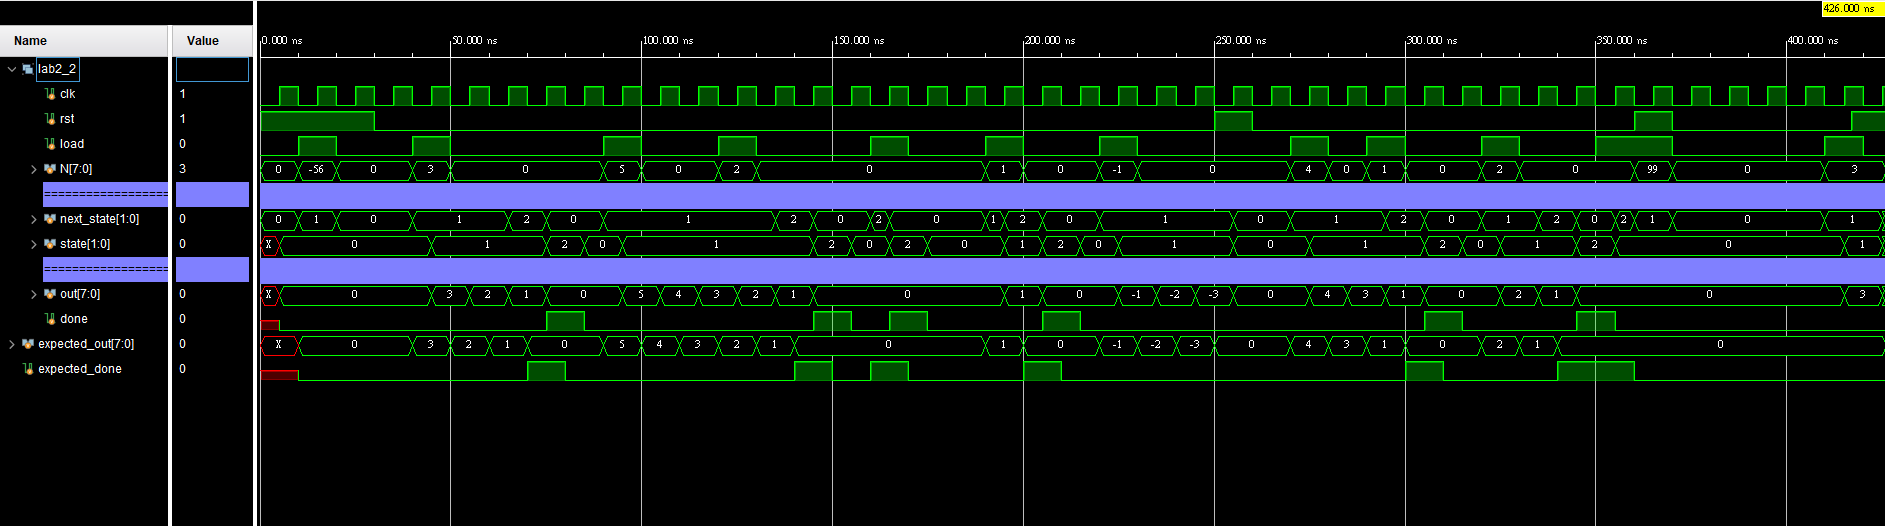 426.000 ns
Name Value
0.000 ns 50.000 ns 100.000 ns 150.000 ns 200.000 ns 250.000 ns 300.000 ns 350.000 ns 400.000 ns
lab2_2
clk 1
rst 1
load 0
N[7:0] 3 0 -56 0 3 0 5 0 2 0 1 0 -1 0 4 0 1 0 2 0 99 0 3
==================
next_state[1:0] 0 0 1 0 1 2 0 1 2 0 2 0 1 2 0 1 0 1 2 0 1 2 0 2 1 0 1
state[1:0] 0 X 0 1 2 0 1 2 0 2 0 1 2 0 1 0 1 2 0 1 2 0 1
==================
out[7:0] 0 X 0 3 2 1 0 5 4 3 2 1 0 1 0 -1 -2 -3 0 4 3 1 0 2 1 0 3
done 0
expected_out[7:0] 0 X 0 3 2 1 0 5 4 3 2 1 0 1 0 -1 -2 -3 0 4 3 1 0 2 1 0
expected_done 0